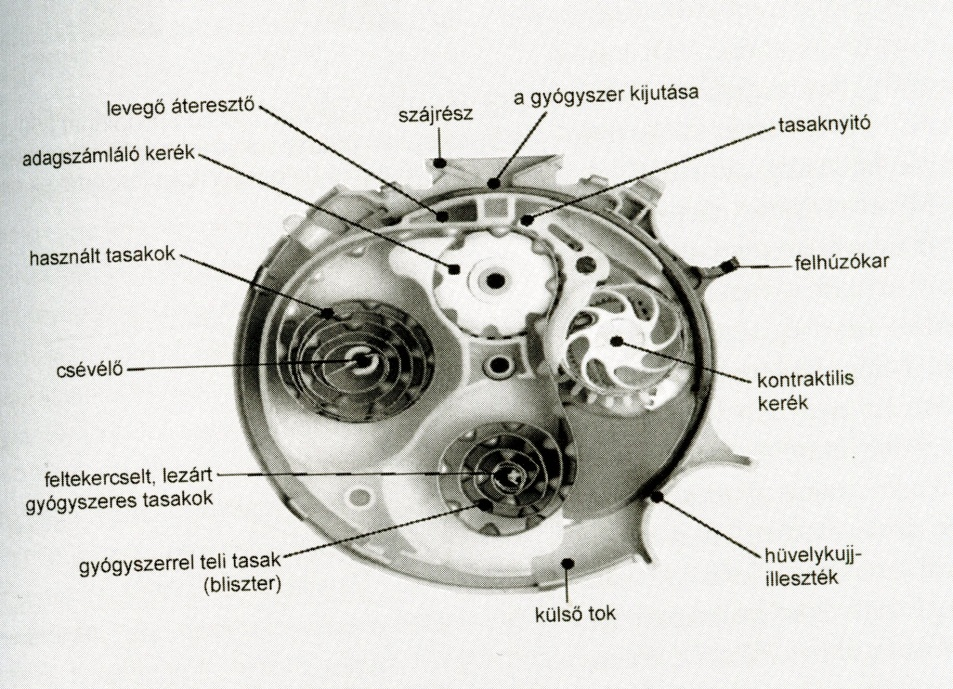 levegő áteresztő
szájrész
a gyógyszer kijutása
tasaknyitó
adagszámláló kerék
használt tasakok
felhúzókar
csévélő
kontraktilis
kerék
feltekercselt, lezárt
gyógyszeres tasakok
gyógyszerrel teli tasak
(bliszter)
hüvelykujj-
illeszték
külső tok